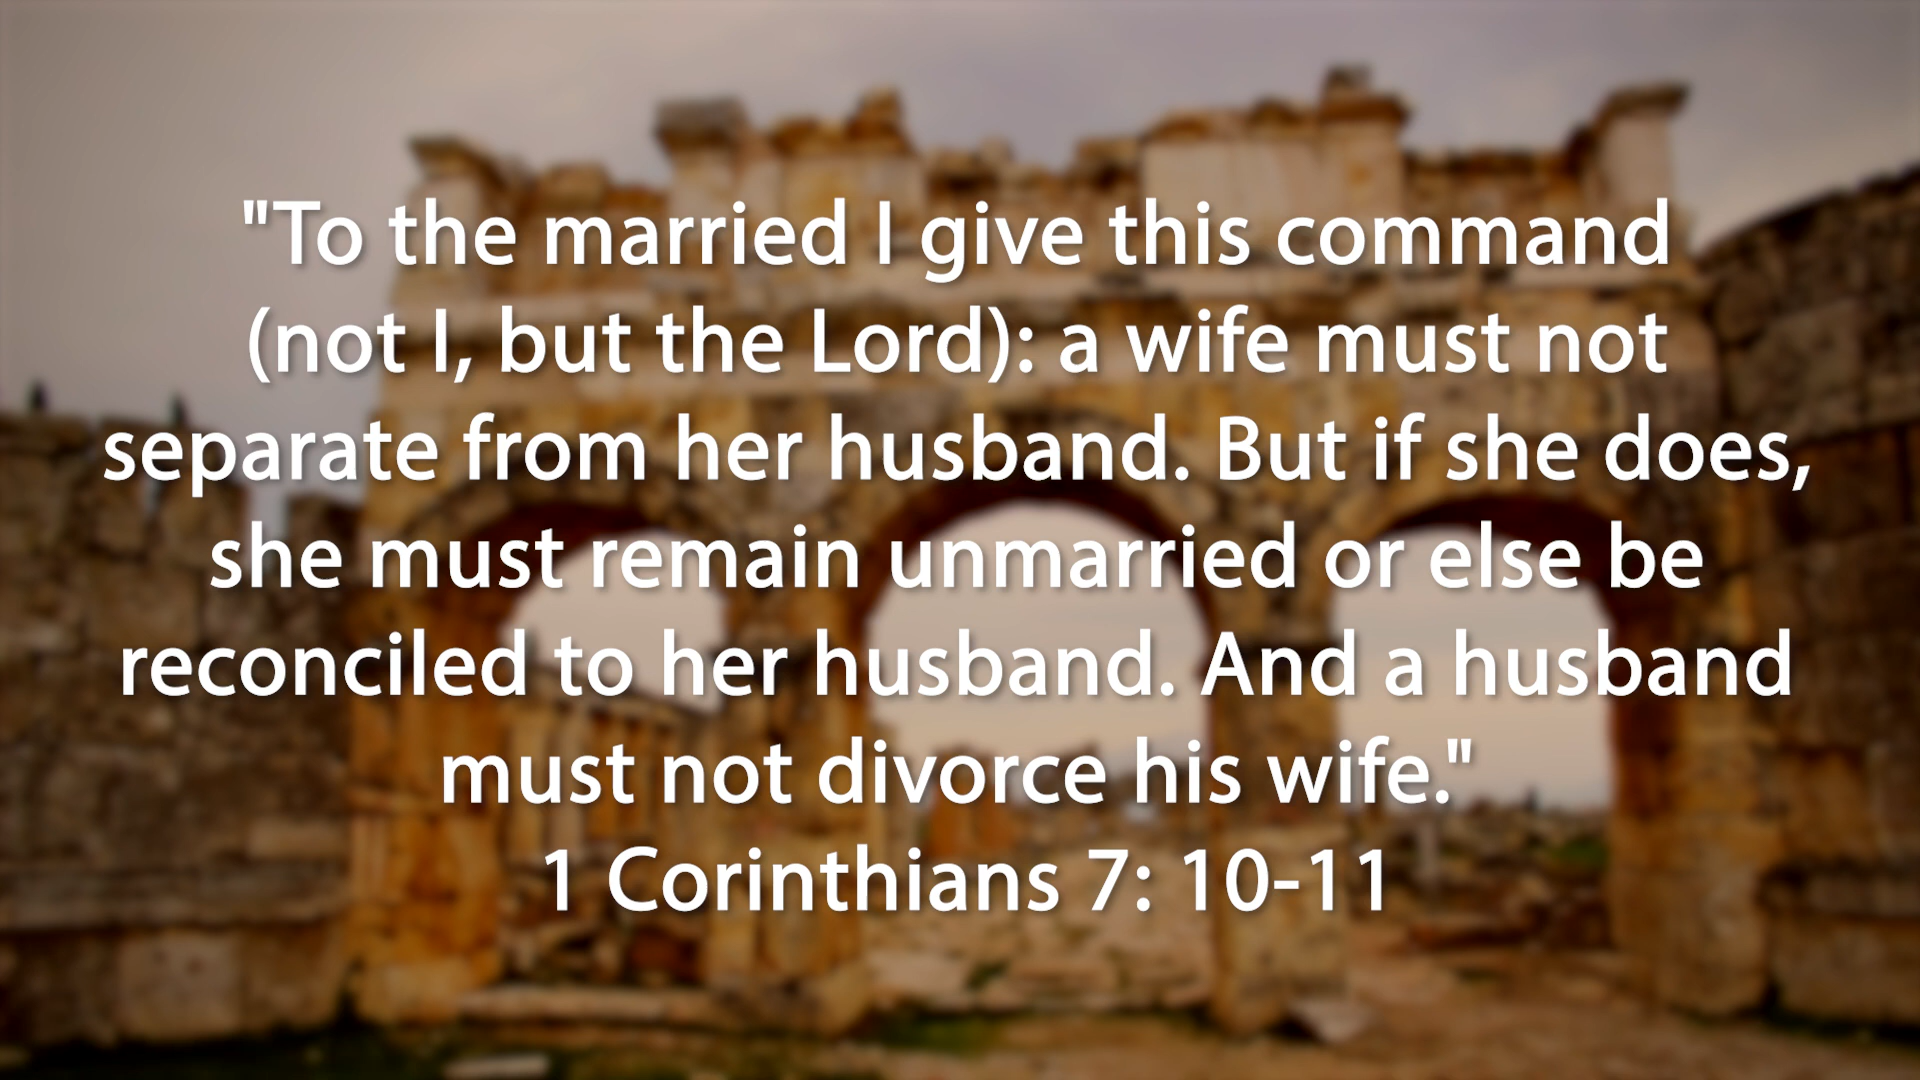 "To the married I give this command
(not I, but the Lord): a wife must not
separate from her husband. But if she does,
she must remain unmarried or else be
reconciled to her husband. And a husband
must not divorce his wife."
1 Corinthians 7: 10-11